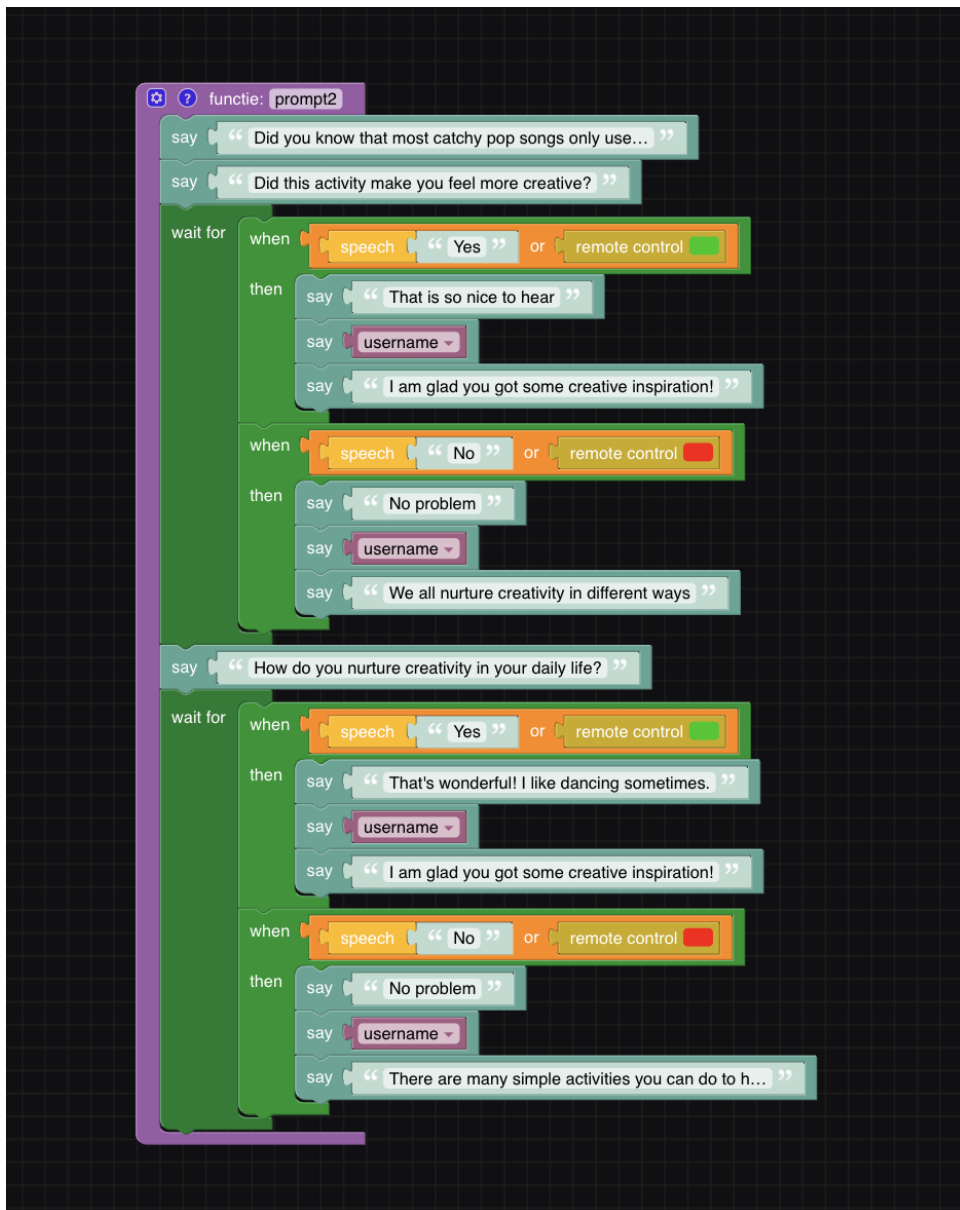 ? functie: prompt2
say “ Did you know that most catchy pop songs only use... ”
say “ Did this activity make you feel more creative? ”
wait for when speech “ Yes ” or remote control
then say “ That is so nice to hear ”
say username
say “ I am glad you got some creative inspiration! ”
when speech “ No ” or remote control
then say “ No problem ”
say username
say “ We all nurture creativity in different ways ”
say “ How do you nurture creativity in your daily life? ”
wait for when speech “ Yes ” or remote control
then say “ That's wonderful! I like dancing sometimes. ”
say username
say “ I am glad you got some creative inspiration! ”
when speech “ No ” or remote control
then say “ No problem ”
say username
say “ There are many simple activities you can do to h... ”